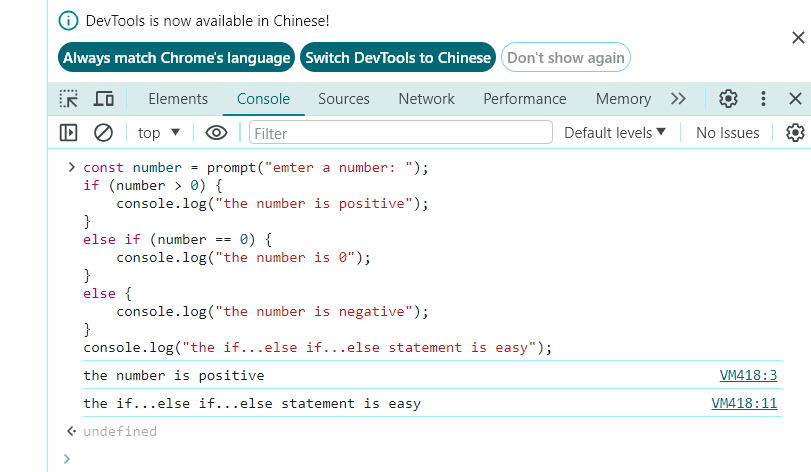 DevTools is now available in Chinese!
Always match Chrome's language Switch DevTools to Chinese Don't show again
Elements Console Sources Network Performance Memory
top Filter Default levels No Issues
const number = prompt("emter a number: ");
if (number > 0) {
    console.log("the number is positive");
}
else if (number == 0) {
    console.log("the number is 0");
}
else {
    console.log("the number is negative");
}
console.log("the if...else if...else statement is easy");
the number is positive VM418:3
the if...else if...else statement is easy VM418:11
undefined